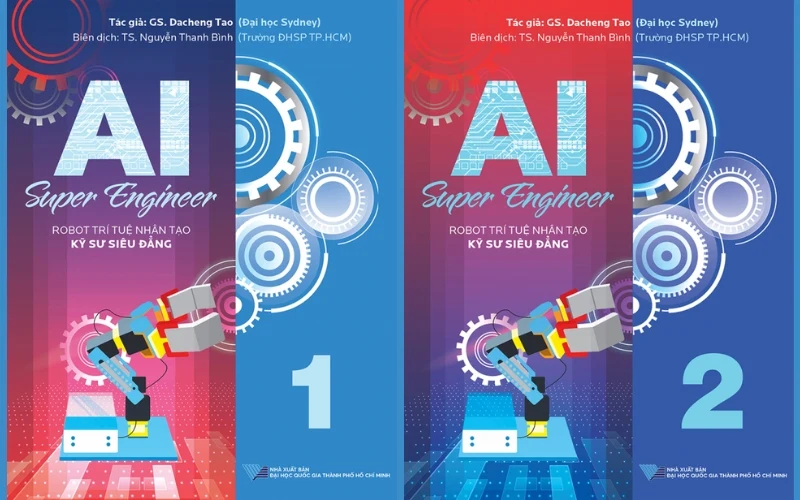 Tác giả: GS. Dacheng Tao (Đại học Sydney)
Biên dịch: TS. Nguyễn Thanh Bình (Trường ĐHSP TP.HCM)
AI
Super Engineer
ROBOT TRÍ TUỆ NHÂN TẠO
KỸ SƯ SIÊU ĐẲNG
1
NHÀ XUẤT BẢN
ĐẠI HỌC QUỐC GIA THÀNH PHỐ HỒ CHÍ MINH
Tác giả: GS. Dacheng Tao (Đại học Sydney)
Biên dịch: TS. Nguyễn Thanh Bình (Trường ĐHSP TP.HCM)
AI
Super Engineer
ROBOT TRÍ TUỆ NHÂN TẠO
KỸ SƯ SIÊU ĐẲNG
2
NHÀ XUẤT BẢN
ĐẠI HỌC QUỐC GIA THÀNH PHỐ HỒ CHÍ MINH